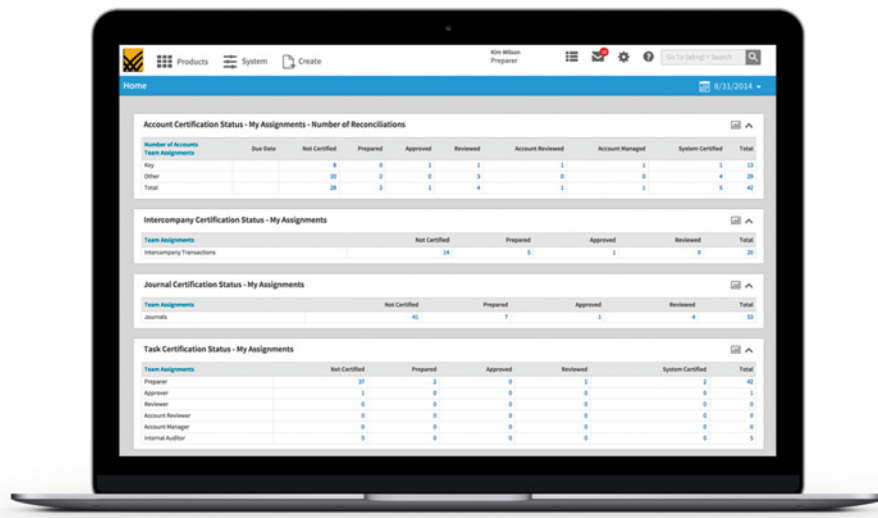 Products System Create Kim Wilson Go To (alt+g) + Search
Preparer
Home 8/31/2014
Account Certification Status - My Assignments - Number of Reconciliations
Number of Accounts
Team Assignments Due Date Not Certified Prepared Approved Reviewed Account Reviewed Account Managed System Certified Total
Key 8 0 1 1 1 1 1 13
Other 20 2 0 3 0 0 4 29
Total 28 2 1 4 1 1 5 42
Intercompany Certification Status - My Assignments
Team Assignments Not Certified Prepared Approved Reviewed Total
Intercompany Transactions 14 5 1 0 20
Journal Certification Status - My Assignments
Team Assignments Not Certified Prepared Approved Reviewed Total
Journals 41 7 1 4 53
Task Certification Status - My Assignments
Team Assignments Not Certified Prepared Approved Reviewed System Certified Total
Preparer 37 2 0 1 2 42
Approver 1 0 0 0 0 1
Reviewer 0 0 0 0 0 0
Account Reviewer 0 0 0 0 0 0
Account Manager 0 0 0 0 0 0
Internal Auditor 5 0 0 0 0 5